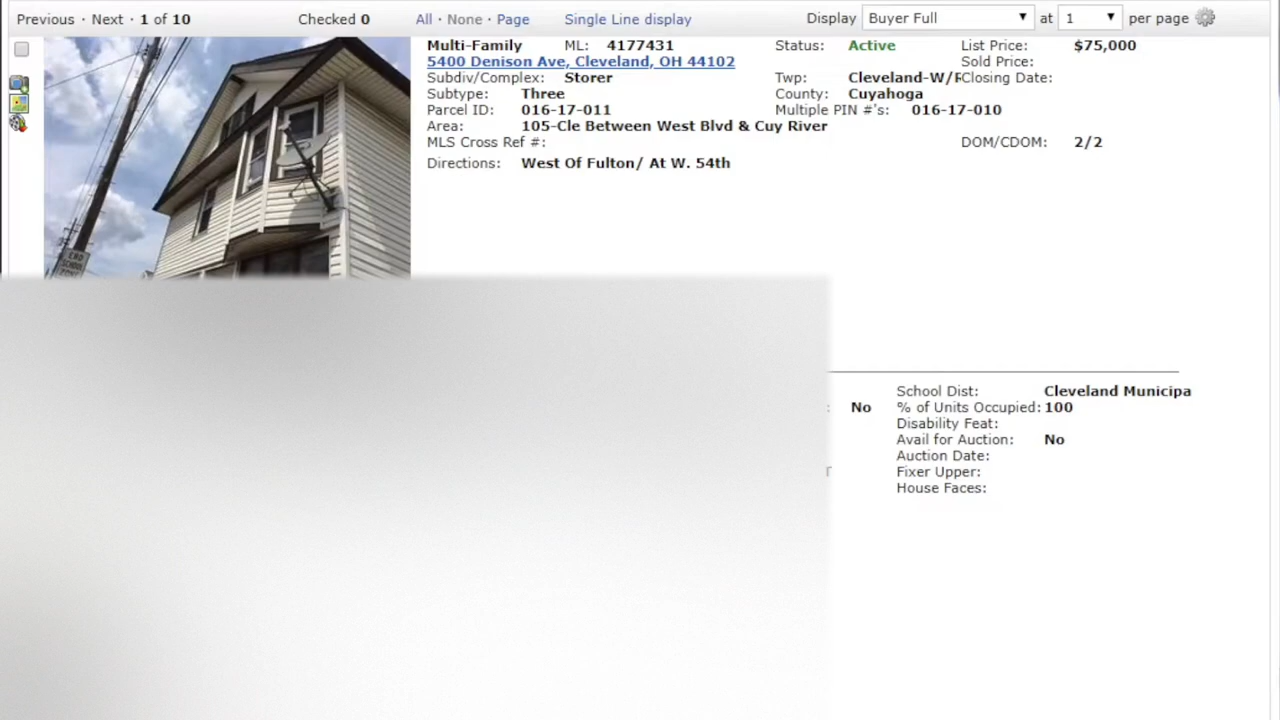 Previous · Next · 1 of 10 Checked 0 All · None · Page Single Line display Display Buyer Full at 1 per page
Multi-Family ML: 4177431 Status: Active List Price: $75,000
Sold Price:
5400 Denison Ave, Cleveland, OH 44102
Subdiv/Complex: Storer Twp: Cleveland-W/F Closing Date:
Subtype: Three County: Cuyahoga
Parcel ID: 016-17-011 Multiple PIN #'s: 016-17-010
Area: 105-Cle Between West Blvd & Cuy River
MLS Cross Ref #: DOM/CDOM: 2/2
Directions: West Of Fulton/ At W. 54th
END
SCHOOL
ZONE
School Dist: Cleveland Municipa
: No % of Units Occupied: 100
Disability Feat:
Avail for Auction: No
Auction Date:
Fixer Upper:
House Faces: